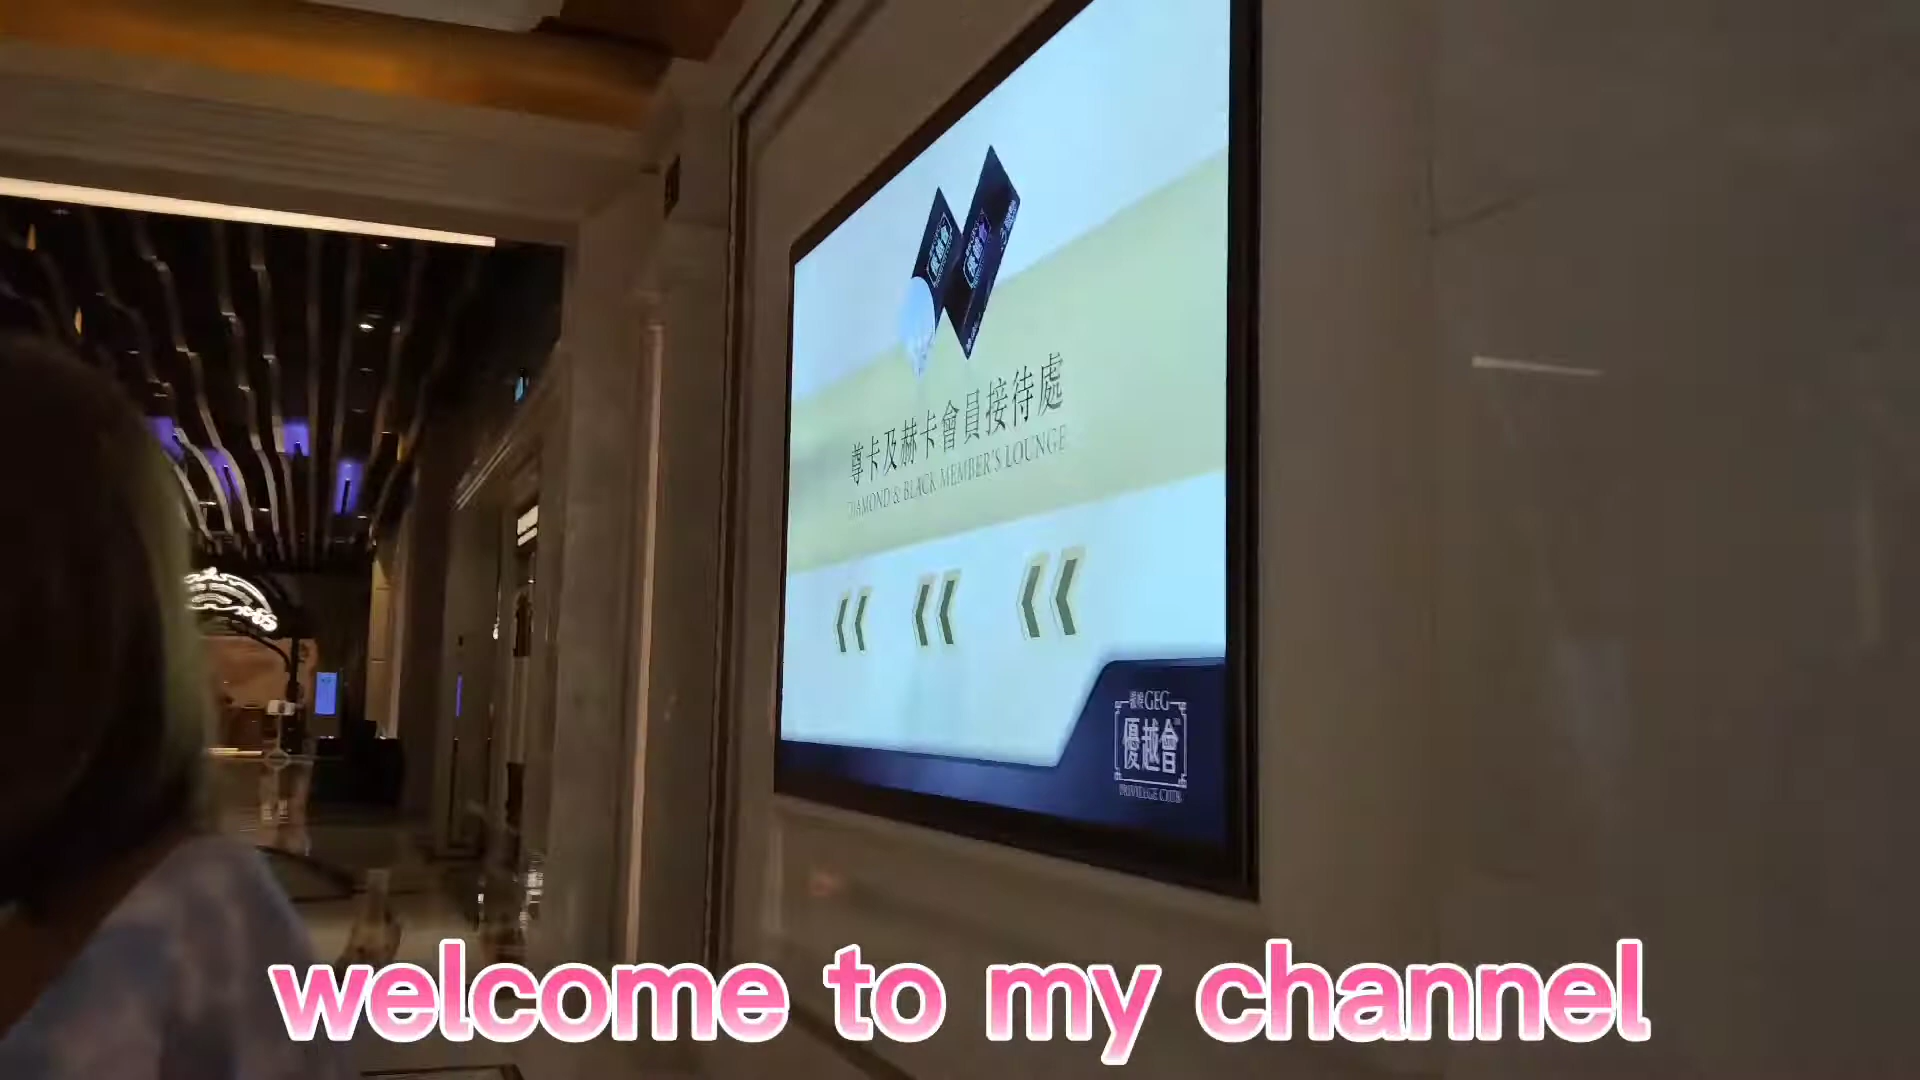 尊卡及赫卡會員接待處
DIAMOND & BLACK MEMBER'S LOUNGE
GEG
優越會
PRIVILEGE CLUB
welcome to my channel